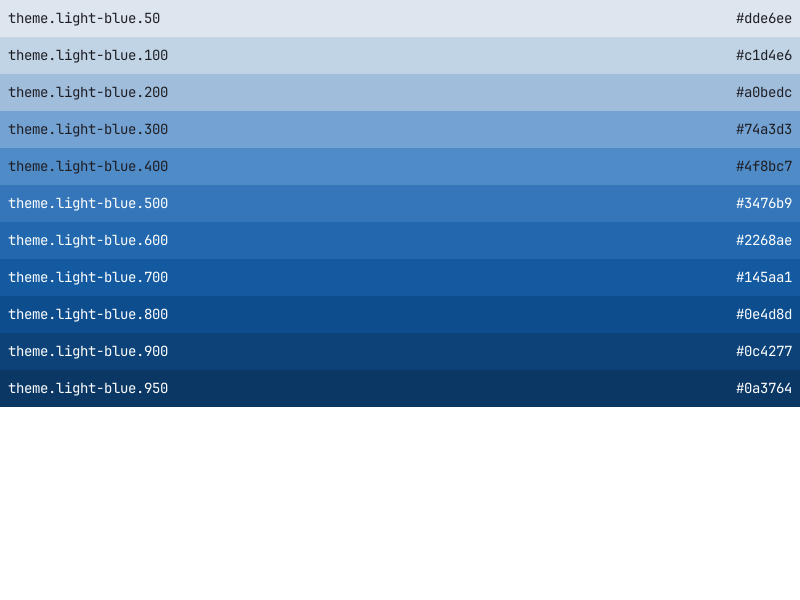 theme.light-blue.50 #dde6ee
theme.light-blue.100 #c1d4e6
theme.light-blue.200 #a0bedc
theme.light-blue.300 #74a3d3
theme.light-blue.400 #4f8bc7
theme.light-blue.500 #3476b9
theme.light-blue.600 #2268ae
theme.light-blue.700 #145aa1
theme.light-blue.800 #0e4d8d
theme.light-blue.900 #0c4277
theme.light-blue.950 #0a3764